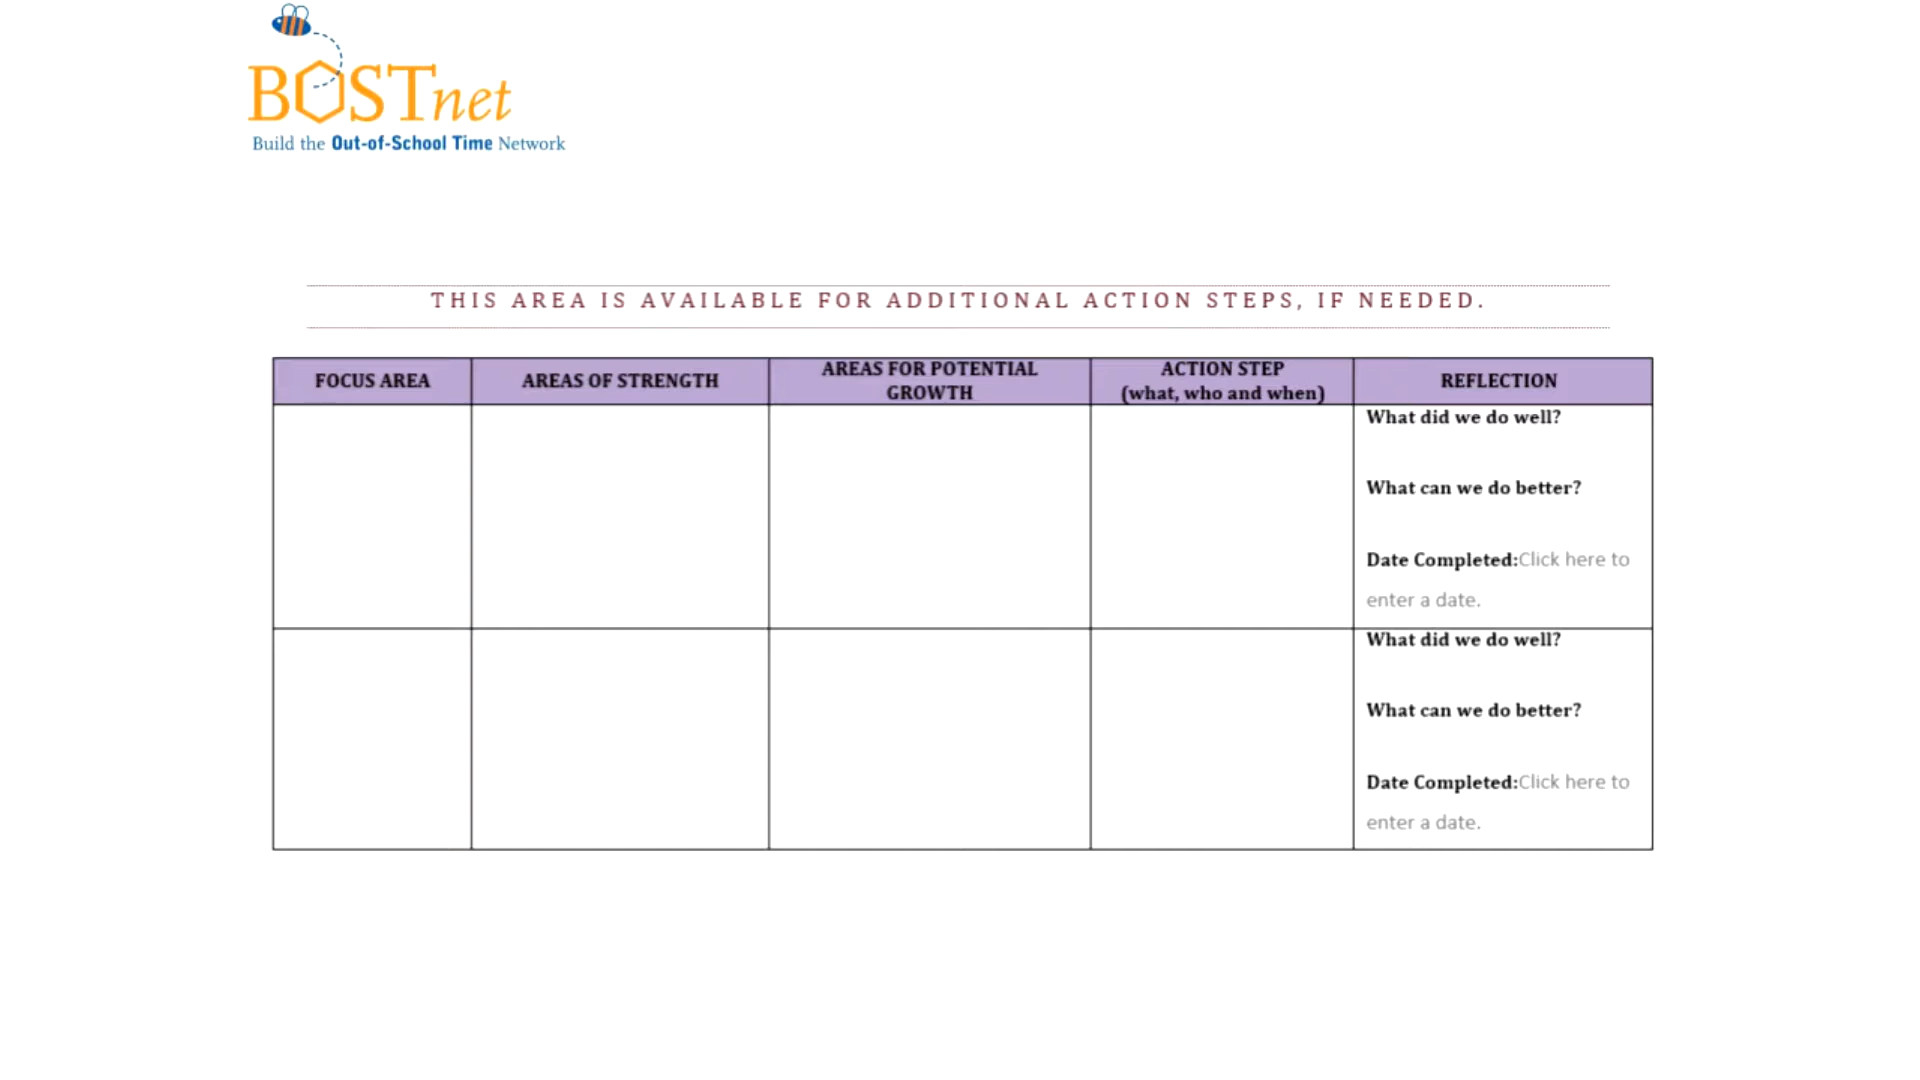 BOSTnet
Build the Out-of-School Time Network
THIS AREA IS AVAILABLE FOR ADDITIONAL ACTION STEPS, IF NEEDED.
FOCUS AREA
AREAS OF STRENGTH
AREAS FOR POTENTIAL
GROWTH
ACTION STEP
(what, who and when)
REFLECTION
What did we do well?
What can we do better?
Date Completed:Click here to
enter a date.
What did we do well?
What can we do better?
Date Completed:Click here to
enter a date.